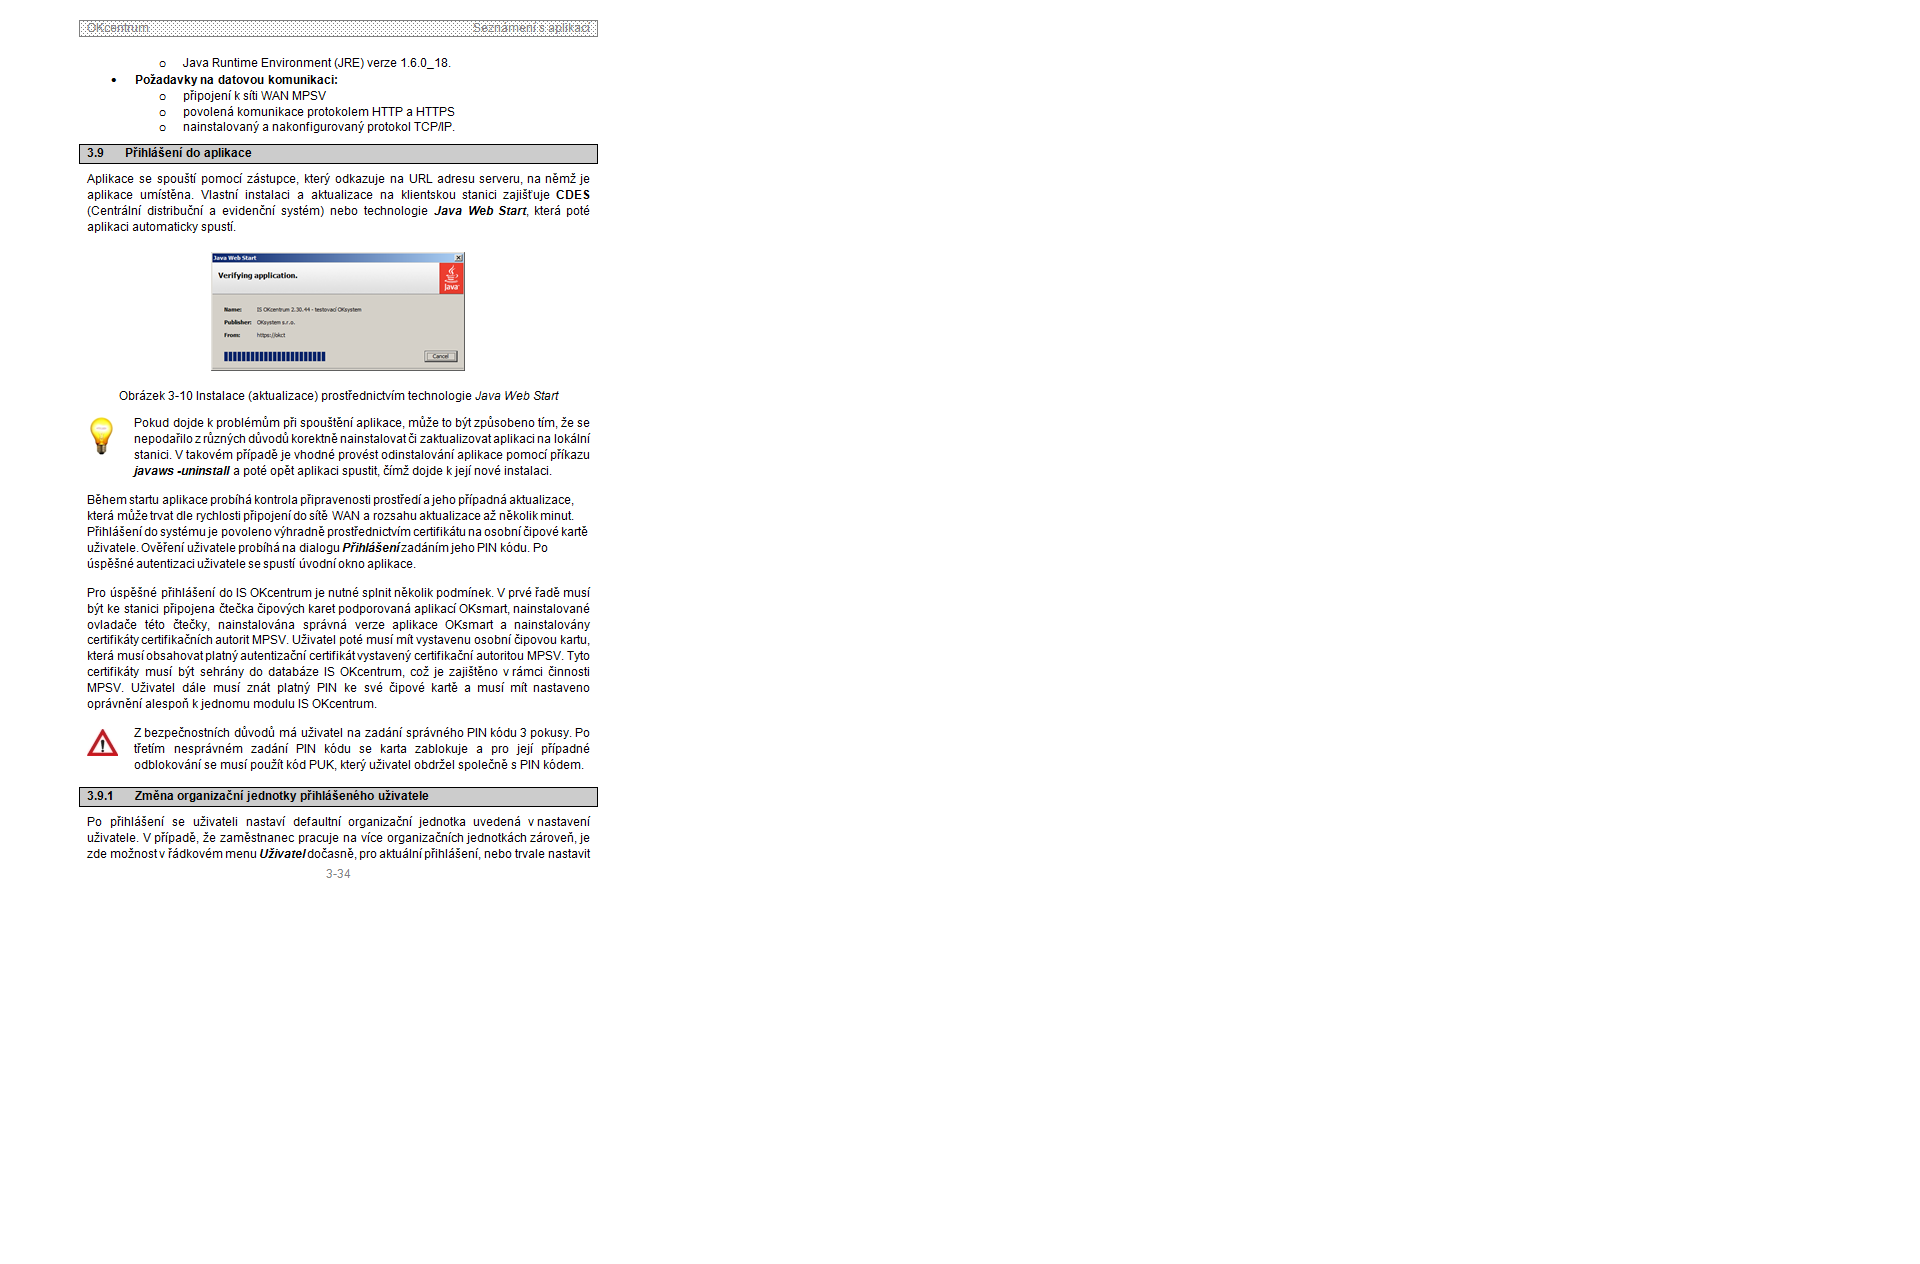 OKcentrum Seznámení s aplikací
o Java Runtime Environment (JRE) verze 1.6.0_18.
• Požadavky na datovou komunikaci:
o připojení k síti WAN MPSV
o povolená komunikace protokolem HTTP a HTTPS
o nainstalovaný a nakonfigurovaný protokol TCP/IP.
3.9 Přihlášení do aplikace
Aplikace se spouští pomocí zástupce, který odkazuje na URL adresu serveru, na němž je
aplikace umístěna. Vlastní instalaci a aktualizace na klientskou stanici zajišťuje CDES
(Centrální distribuční a evidenční systém) nebo technologie Java Web Start, která poté
aplikaci automaticky spustí.
Java Web Start
Verifying application.
Java
Name: IS OKcentrum 2.30.44 - testovací OKsystem
Publisher: OKsystem s.r.o.
From: https://okct
Cancel
Obrázek 3-10 Instalace (aktualizace) prostřednictvím technologie Java Web Start
Pokud dojde k problémům při spouštění aplikace, může to být způsobeno tím, že se
nepodařilo z různých důvodů korektně nainstalovat či zaktualizovat aplikaci na lokální
stanici. V takovém případě je vhodné provést odinstalování aplikace pomocí příkazu
javaws -uninstall a poté opět aplikaci spustit, čímž dojde k její nové instalaci.
Během startu aplikace probíhá kontrola připravenosti prostředí a jeho případná aktualizace,
která může trvat dle rychlosti připojení do sítě WAN a rozsahu aktualizace až několik minut.
Přihlášení do systému je povoleno výhradně prostřednictvím certifikátu na osobní čipové kartě
uživatele. Ověření uživatele probíhá na dialogu Přihlášení zadáním jeho PIN kódu. Po
úspěšné autentizaci uživatele se spustí úvodní okno aplikace.
Pro úspěšné přihlášení do IS OKcentrum je nutné splnit několik podmínek. V prvé řadě musí
být ke stanici připojena čtečka čipových karet podporovaná aplikací OKsmart, nainstalované
ovladače této čtečky, nainstalována správná verze aplikace OKsmart a nainstalovány
certifikáty certifikačních autorit MPSV. Uživatel poté musí mít vystavenu osobní čipovou kartu,
která musí obsahovat platný autentizační certifikát vystavený certifikační autoritou MPSV. Tyto
certifikáty musí být sehrány do databáze IS OKcentrum, což je zajištěno v rámci činnosti
MPSV. Uživatel dále musí znát platný PIN ke své čipové kartě a musí mít nastaveno
oprávnění alespoň k jednomu modulu IS OKcentrum.
Z bezpečnostních důvodů má uživatel na zadání správného PIN kódu 3 pokusy. Po
třetím nesprávném zadání PIN kódu se karta zablokuje a pro její případné
odblokování se musí použít kód PUK, který uživatel obdržel společně s PIN kódem.
3.9.1 Změna organizační jednotky přihlášeného uživatele
Po přihlášení se uživateli nastaví defaultní organizační jednotka uvedená v nastavení
uživatele. V případě, že zaměstnanec pracuje na více organizačních jednotkách zároveň, je
zde možnost v řádkovém menu Uživatel dočasně, pro aktuální přihlášení, nebo trvale nastavit
3-34